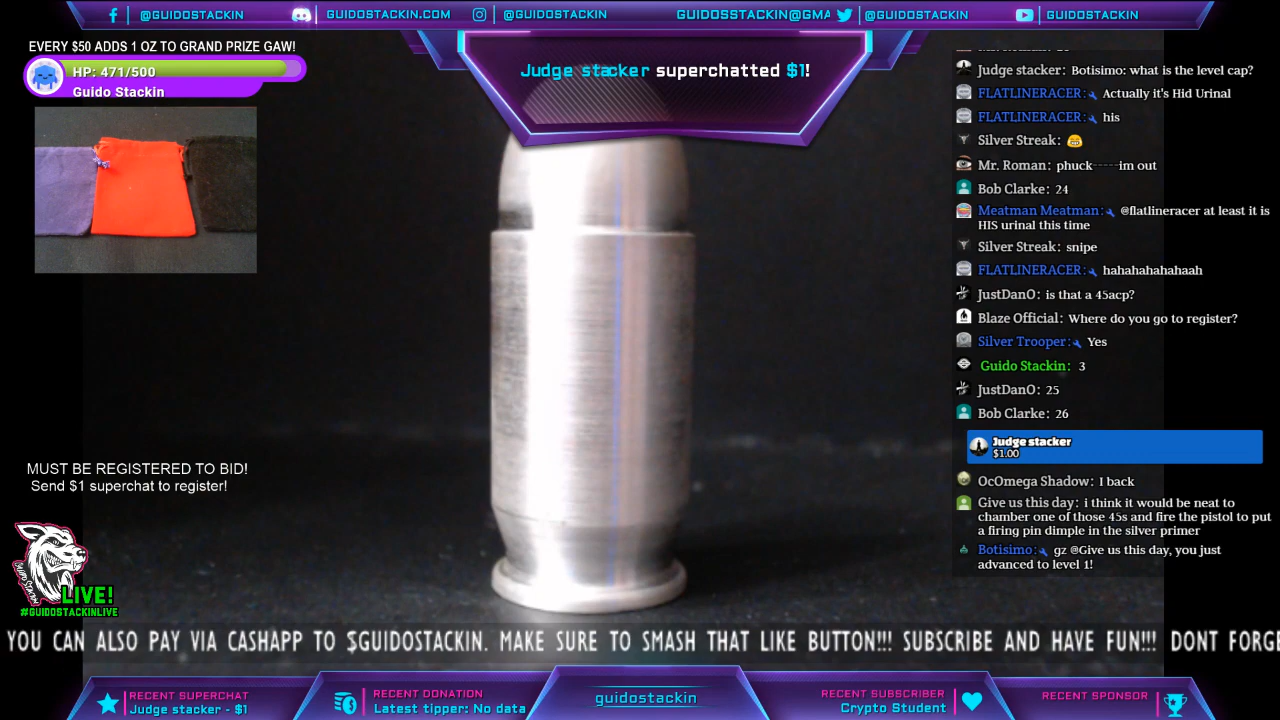 @GUIDOSTACKIN
GUIDOSTACKIN.COM
@GUIDOSTACKIN
GUIDOSSTACKIN@GMA
@GUIDOSTACKIN
GUIDOSTACKIN
EVERY $50 ADDS 1 OZ TO GRAND PRIZE GAW!
HP: 471/500
Guido Stackin
Judge stacker superchatted $1!
Judge stacker: Botisimo: what is the level cap?
FLATLINERACER: Actually it's Hid Urinal
FLATLINERACER: his
Silver Streak: 😂
Mr. Roman: phuck-----im out
Bob Clarke: 24
Meatman Meatman: @flatlineracer at least it is
HIS urinal this time
Silver Streak: snipe
FLATLINERACER: hahahahahahaah
JustDanO: is that a 45acp?
Blaze Official: Where do you go to register?
Silver Trooper: Yes
Guido Stackin: 3
JustDanO: 25
Bob Clarke: 26
Judge stacker
$1.00
OcOmega Shadow: I back
Give us this day: i think it would be neat to
chamber one of those 45s and fire the pistol to put
a firing pin dimple in the silver primer
Botisimo: gz @Give us this day, you just
advanced to level 1!
MUST BE REGISTERED TO BID!
Send $1 superchat to register!
GUIDO STACKIN
LIVE!
#GUIDOSTACKINLIVE
YOU CAN ALSO PAY VIA CASHAPP TO $GUIDOSTACKIN. MAKE SURE TO SMASH THAT LIKE BUTTON!!! SUBSCRIBE AND HAVE FUN!!! DONT FORGE
RECENT SUPERCHAT
Judge stacker - $1
RECENT DONATION
Latest tipper: No data
guidostackin
RECENT SUBSCRIBER
Crypto Student
RECENT SPONSOR